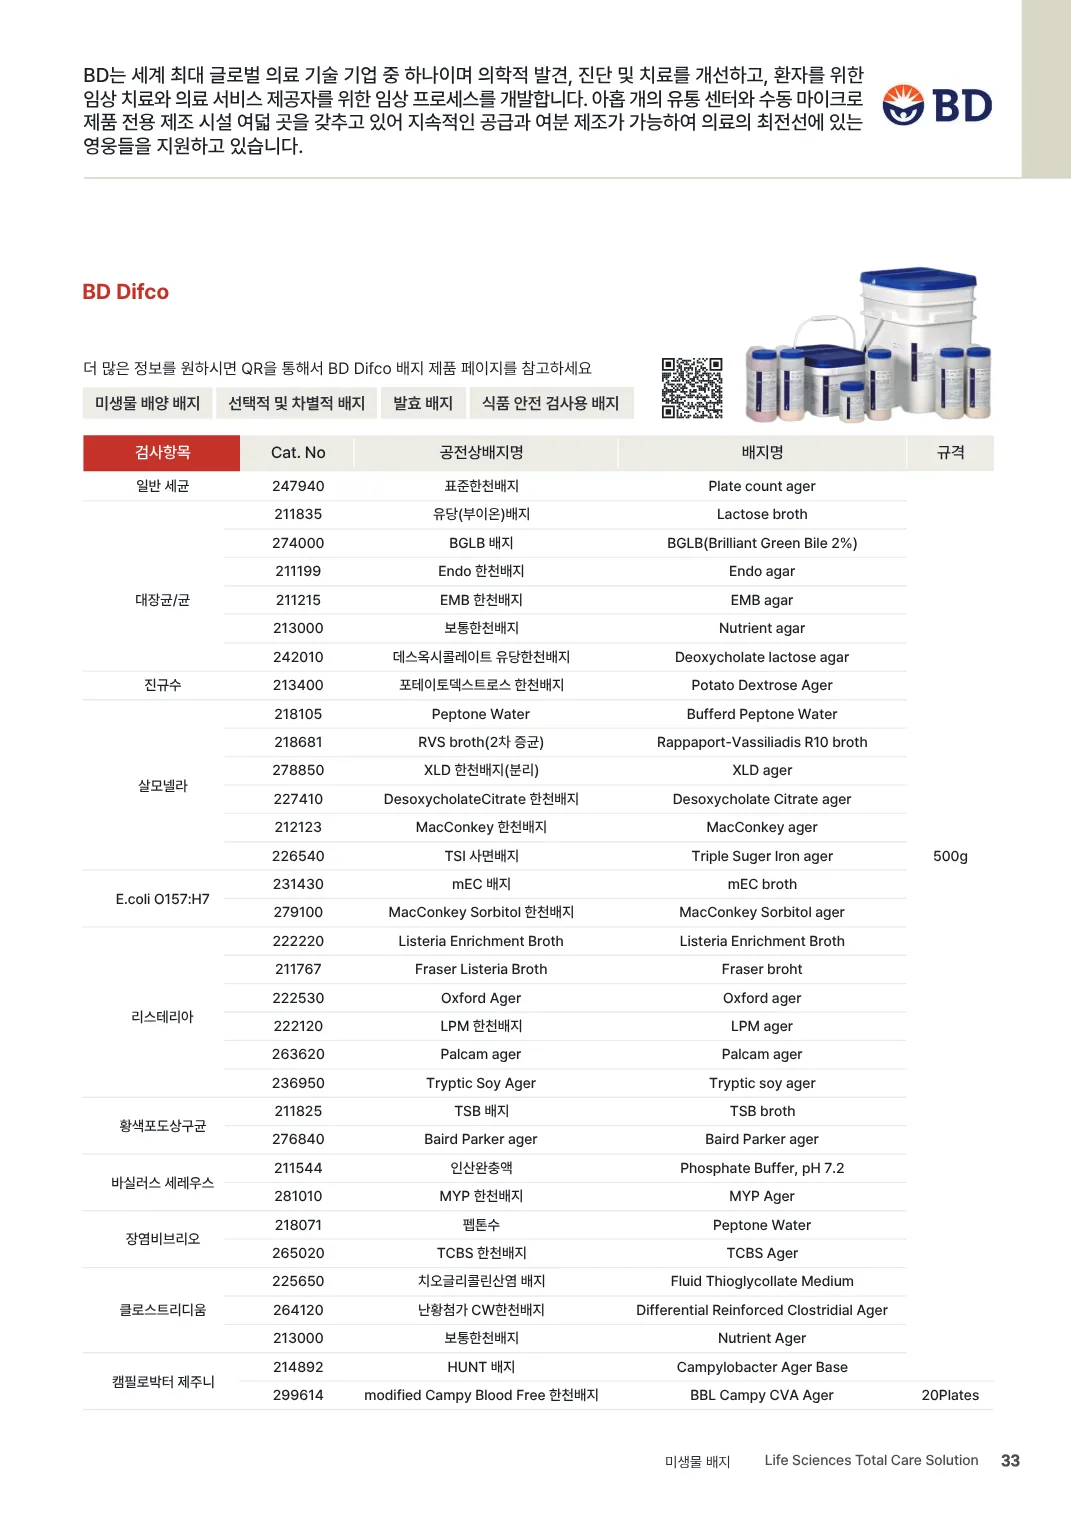 BD는 세계 최대 글로벌 의료 기술 기업 중 하나이며 의학적 발견, 진단 및 치료를 개선하고, 환자를 위한
임상 치료와 의료 서비스 제공자를 위한 임상 프로세스를 개발합니다. 아홉 개의 유통 센터와 수동 마이크로
제품 전용 제조 시설 여덟 곳을 갖추고 있어 지속적인 공급과 여분 제조가 가능하여 의료의 최전선에 있는
영웅들을 지원하고 있습니다.
BD
BD Difco
더 많은 정보를 원하시면 QR을 통해서 BD Difco 배지 제품 페이지를 참고하세요
미생물 배양 배지 선택적 및 차별적 배지 발효 배지 식품 안전 검사용 배지
검사항목 Cat. No 공전상배지명 배지명 규격
일반 세균 247940 표준한천배지 Plate count ager
211835 유당(부이온)배지 Lactose broth
274000 BGLB 배지 BGLB(Brilliant Green Bile 2%)
211199 Endo 한천배지 Endo agar
대장균/균 211215 EMB 한천배지 EMB agar
213000 보통한천배지 Nutrient agar
242010 데스옥시콜레이트 유당한천배지 Deoxycholate lactose agar
진규수 213400 포테이토덱스트로스 한천배지 Potato Dextrose Ager
218105 Peptone Water Bufferd Peptone Water
218681 RVS broth(2차 증균) Rappaport-Vassiliadis R10 broth
278850 XLD 한천배지(분리) XLD ager
살모넬라
227410 DesoxycholateCitrate 한천배지 Desoxycholate Citrate ager
212123 MacConkey 한천배지 MacConkey ager
226540 TSI 사면배지 Triple Suger Iron ager 500g
231430 mEC 배지 mEC broth
E.coli O157:H7
279100 MacConkey Sorbitol 한천배지 MacConkey Sorbitol ager
222220 Listeria Enrichment Broth Listeria Enrichment Broth
211767 Fraser Listeria Broth Fraser broht
222530 Oxford Ager Oxford ager
리스테리아
222120 LPM 한천배지 LPM ager
263620 Palcam ager Palcam ager
236950 Tryptic Soy Ager Tryptic soy ager
211825 TSB 배지 TSB broth
황색포도상구균
276840 Baird Parker ager Baird Parker ager
211544 인산완충액 Phosphate Buffer, pH 7.2
바실러스 세레우스
281010 MYP 한천배지 MYP Ager
218071 펩톤수 Peptone Water
장염비브리오
265020 TCBS 한천배지 TCBS Ager
225650 치오글리콜린산염 배지 Fluid Thioglycollate Medium
클로스트리디움 264120 난황첨가 CW한천배지 Differential Reinforced Clostridial Ager
213000 보통한천배지 Nutrient Ager
214892 HUNT 배지 Campylobacter Ager Base
캠필로박터 제주니
299614 modified Campy Blood Free 한천배지 BBL Campy CVA Ager 20Plates
미생물 배지 Life Sciences Total Care Solution 33